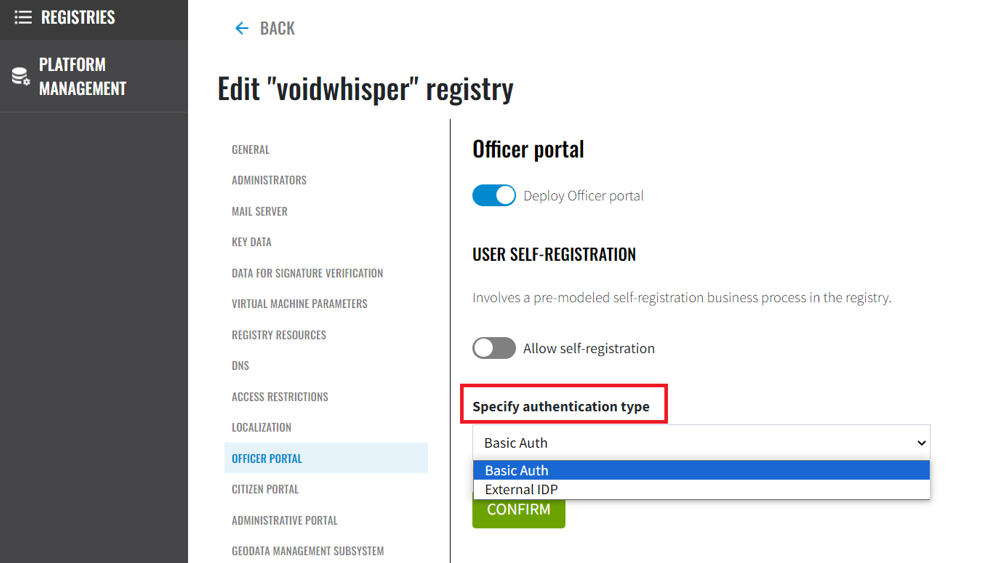 REGISTRIES
PLATFORM
MANAGEMENT
BACK
Edit "voidwhisper" registry
GENERAL
ADMINISTRATORS
MAIL SERVER
KEY DATA
DATA FOR SIGNATURE VERIFICATION
VIRTUAL MACHINE PARAMETERS
REGISTRY RESOURCES
DNS
ACCESS RESTRICTIONS
LOCALIZATION
OFFICER PORTAL
CITIZEN PORTAL
ADMINISTRATIVE PORTAL
GEODATA MANAGEMENT SUBSYSTEM
Officer portal
Deploy Officer portal
USER SELF-REGISTRATION
Involves a pre-modeled self-registration business process in the registry.
Allow self-registration
Specify authentication type
Basic Auth
Basic Auth
External IDP
CONFIRM